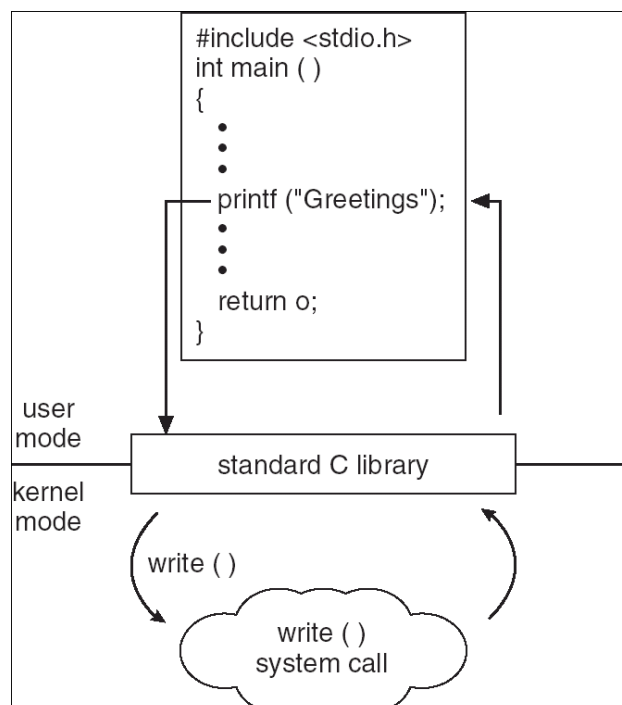 #include <stdio.h>
int main ( )
{
•
•
•
printf ("Greetings");
•
•
•
return o;
}
user
mode
standard C library
kernel
mode
write ( )
write ( )
system call